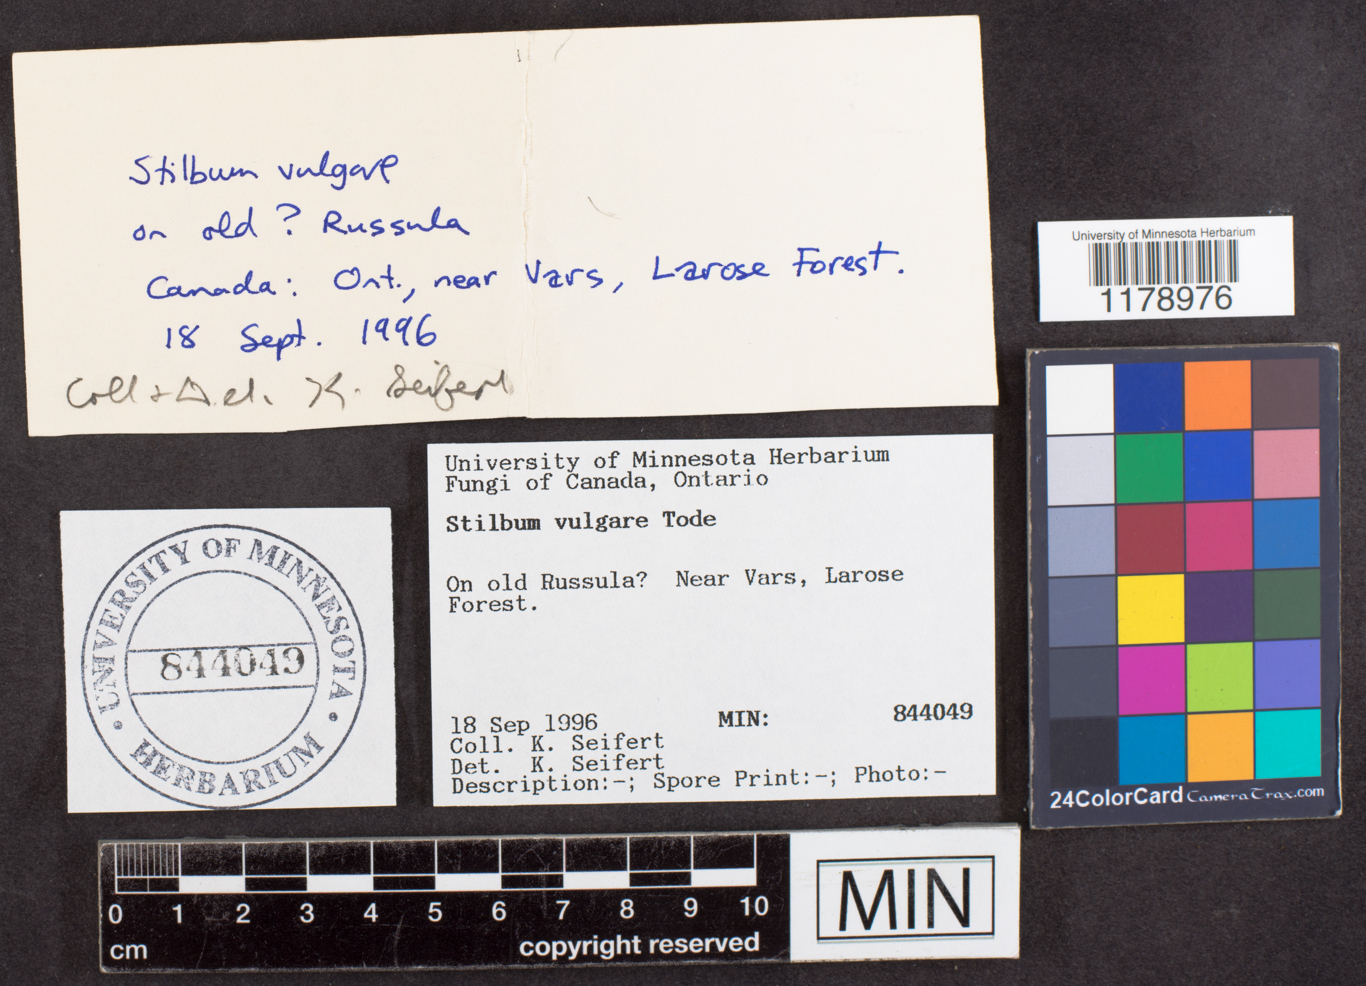 Stilbum vulgare
on old ? Russula
Canada: Ont., near Vars, Larose Forest.
18 Sept. 1996
Coll + Det. K. Seifert
University of Minnesota Herbarium
1178976
University of Minnesota Herbarium
Fungi of Canada, Ontario
Stilbum vulgare Tode
On old Russula? Near Vars, Larose
Forest.
18 Sep 1996 MIN: 844049
Coll. K. Seifert
Det. K. Seifert
Description:-; Spore Print:-; Photo:-
UNIVERSITY OF MINNESOTA
844049
HERBARIUM
24ColorCard CameraTrax.com
0 1 2 3 4 5 6 7 8 9 10
cm
copyright reserved
MIN